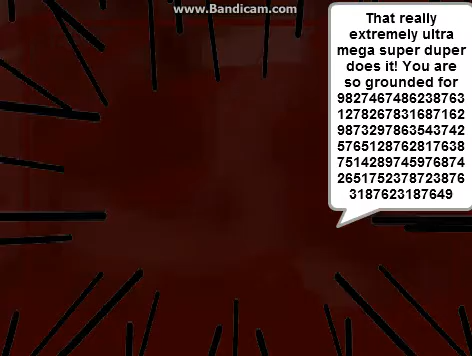 www.Bandicam.com
That really
extremely ultra
mega super duper
does it! You are
so grounded for
9827467486238763
1278267831687162
9873297863543742
5765128762817638
7514289745976874
2651752378723876
3187623187649